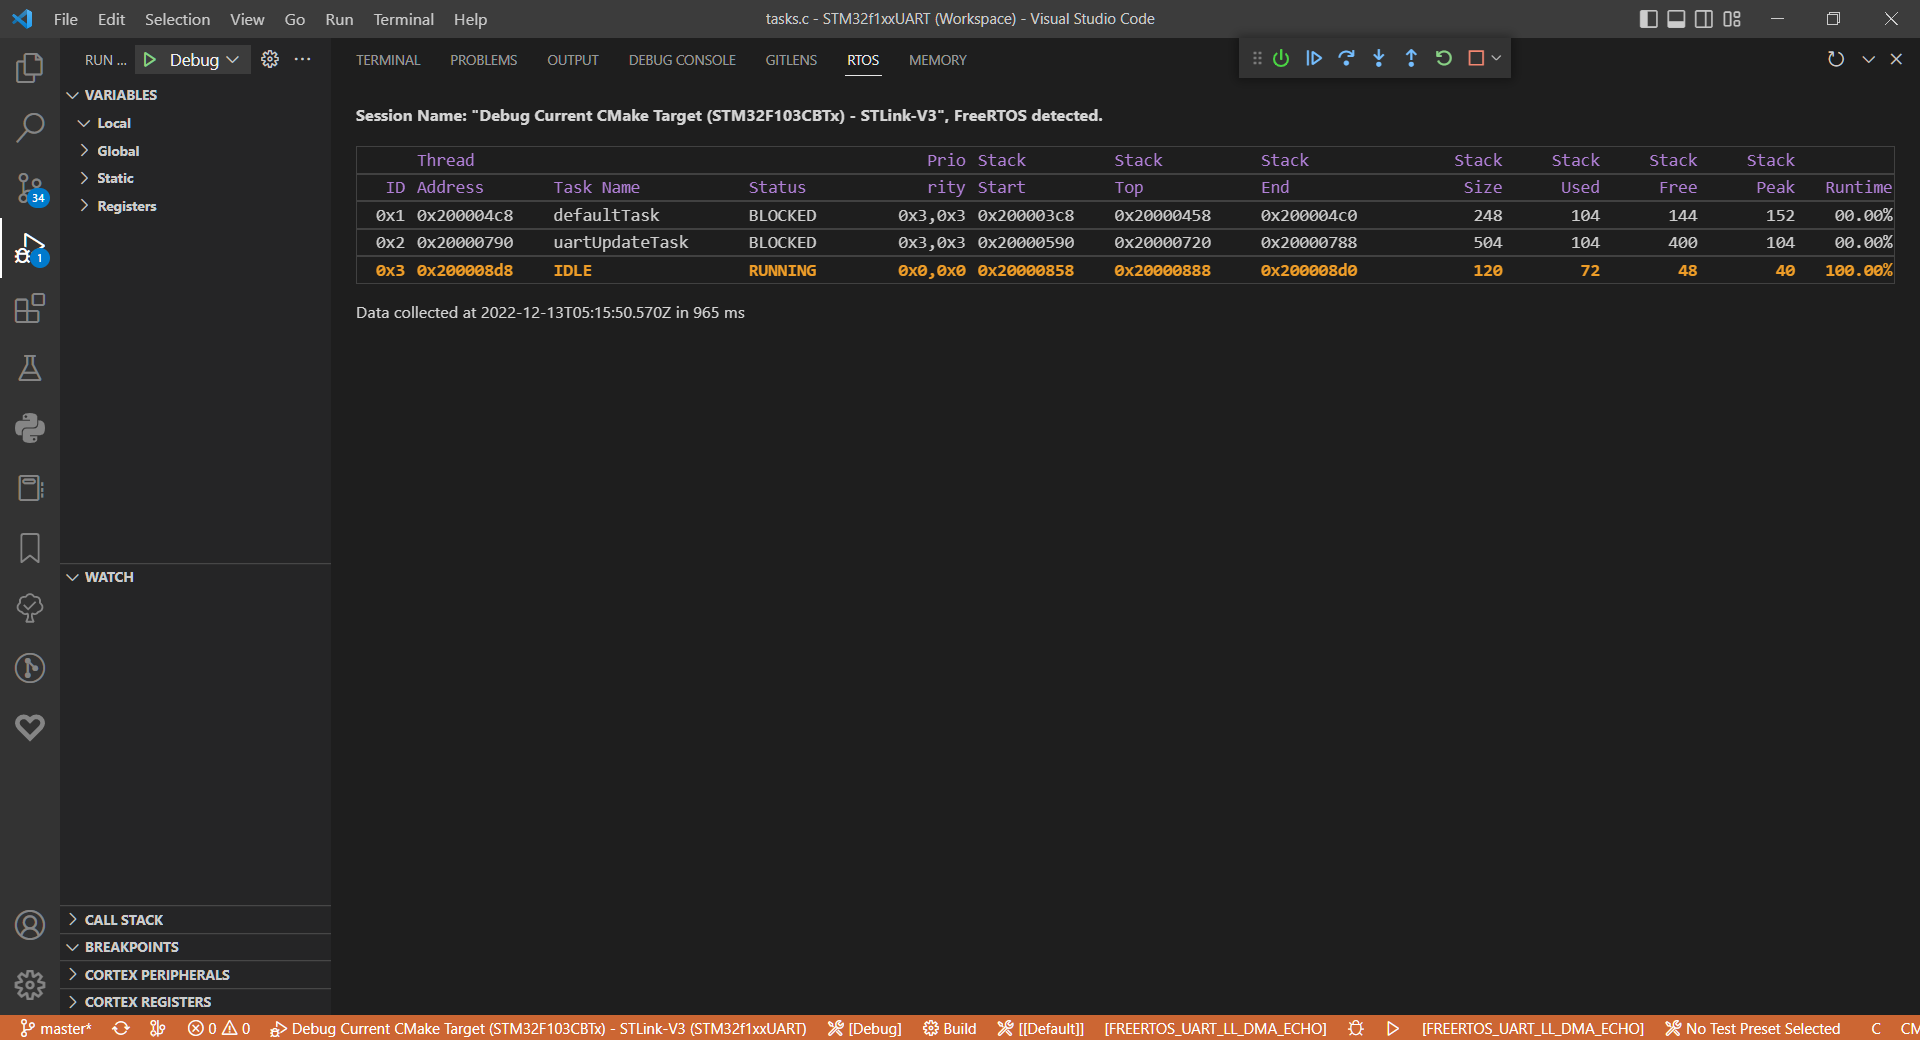 File Edit Selection View Go Run Terminal Help
tasks.c - STM32f1xxUART (Workspace) - Visual Studio Code
RUN ... Debug
TERMINAL PROBLEMS OUTPUT DEBUG CONSOLE GITLENS RTOS MEMORY
VARIABLES
Local
Global
Static
Registers
34
1
WATCH
CALL STACK
BREAKPOINTS
CORTEX PERIPHERALS
CORTEX REGISTERS
Session Name: "Debug Current CMake Target (STM32F103CBTx) - STLink-V3", FreeRTOS detected.
Thread Prio Stack Stack Stack Stack Stack Stack Stack
ID Address Task Name Status rity Start Top End Size Used Free Peak Runtime
0x1 0x200004c8 defaultTask BLOCKED 0x3,0x3 0x200003c8 0x20000458 0x200004c0 248 104 144 152 00.00%
0x2 0x20000790 uartUpdateTask BLOCKED 0x3,0x3 0x20000590 0x20000720 0x20000788 504 104 400 104 00.00%
0x3 0x200008d8 IDLE RUNNING 0x0,0x0 0x20000858 0x20000888 0x200008d0 120 72 48 40 100.00%
Data collected at 2022-12-13T05:15:50.570Z in 965 ms
master* 0 0 Debug Current CMake Target (STM32F103CBTx) - STLink-V3 (STM32f1xxUART) [Debug] Build [[Default]] [FREERTOS_UART_LL_DMA_ECHO] [FREERTOS_UART_LL_DMA_ECHO] No Test Preset Selected C CM